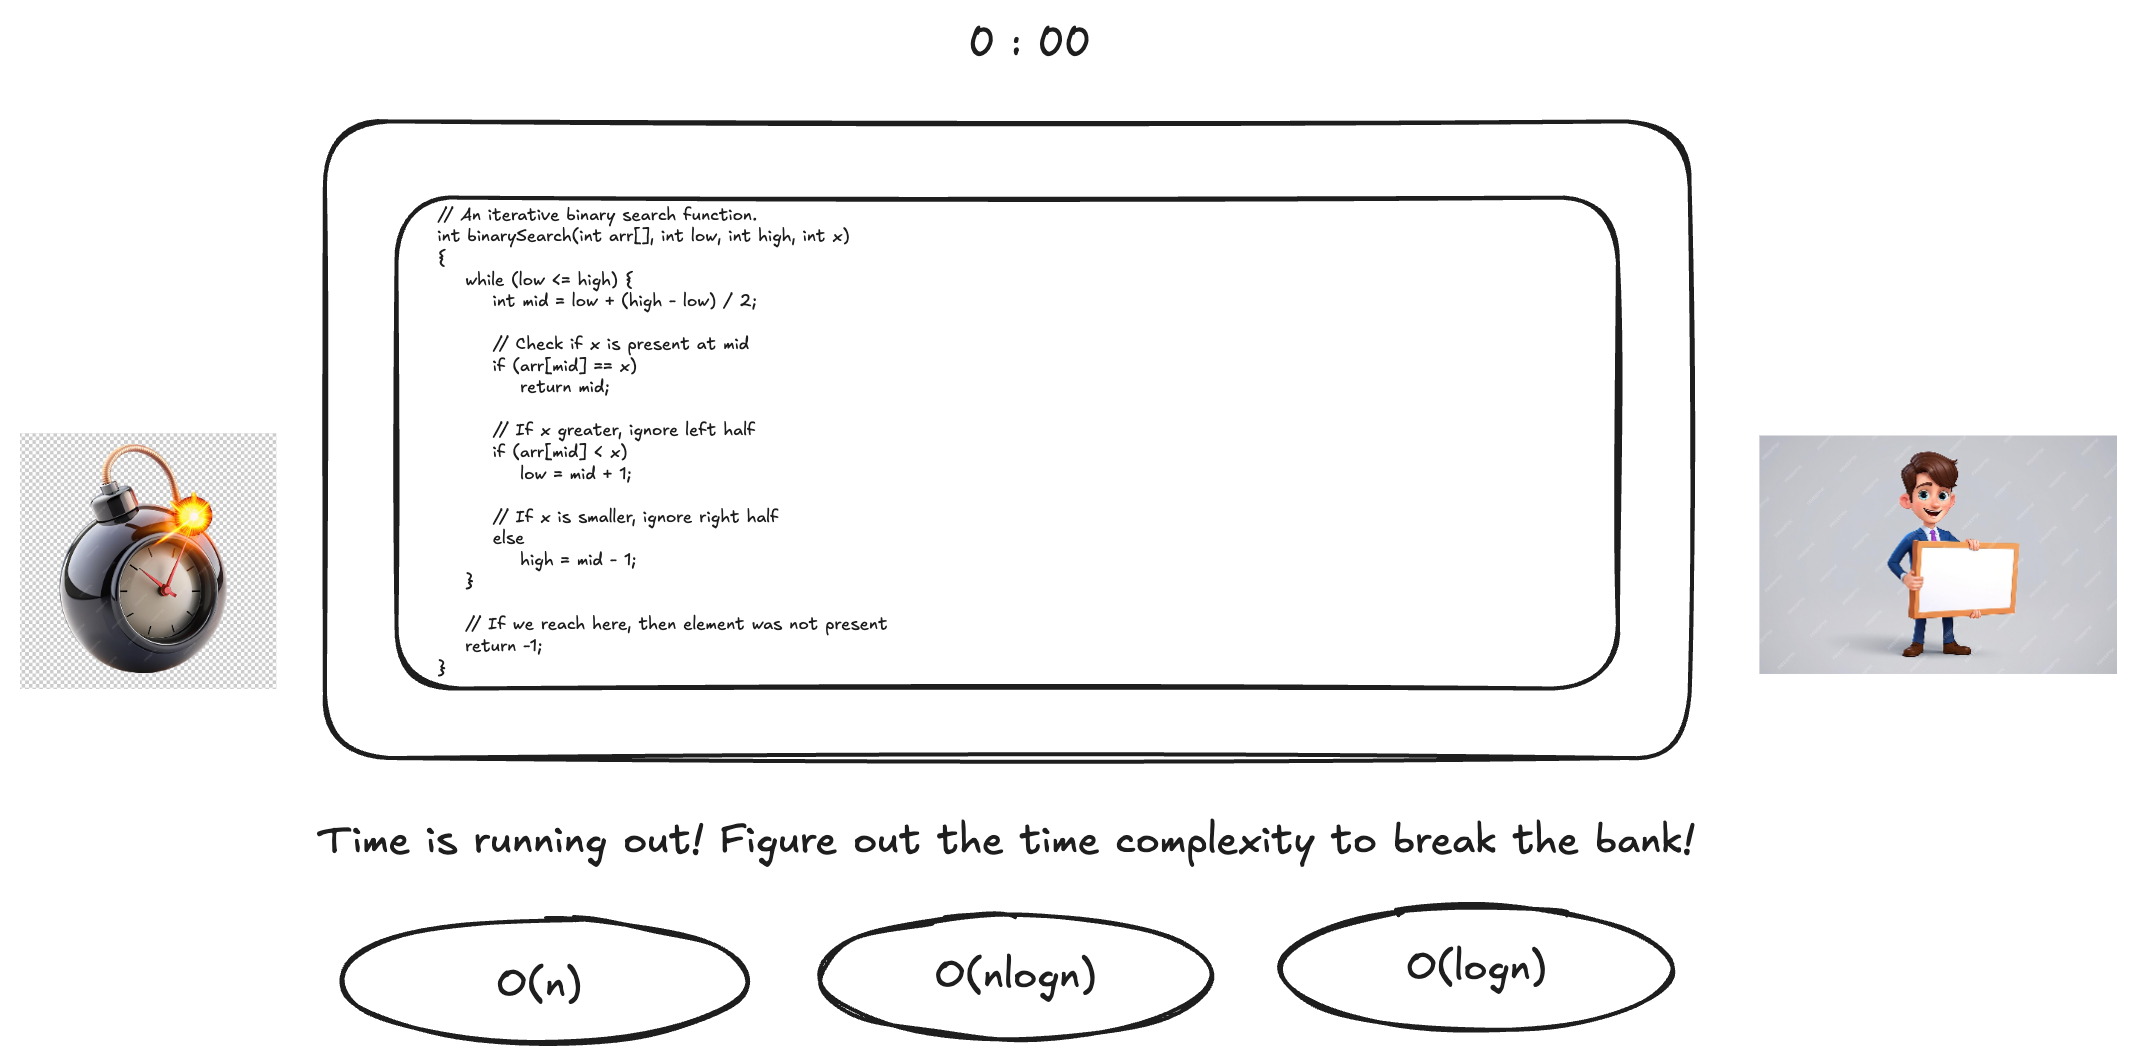 0 : 00
// An iterative binary search function.
int binarySearch(int arr[], int low, int high, int x)
{
while (low <= high) {
int mid = low + (high - low) / 2;
// Check if x is present at mid
if (arr[mid] == x)
return mid;
// If x greater, ignore left half
if (arr[mid] < x)
low = mid + 1;
// If x is smaller, ignore right half
else
high = mid - 1;
}
// If we reach here, then element was not present
return -1;
}
Time is running out! Figure out the time complexity to break the bank!
O(n)
O(nlogn)
O(logn)